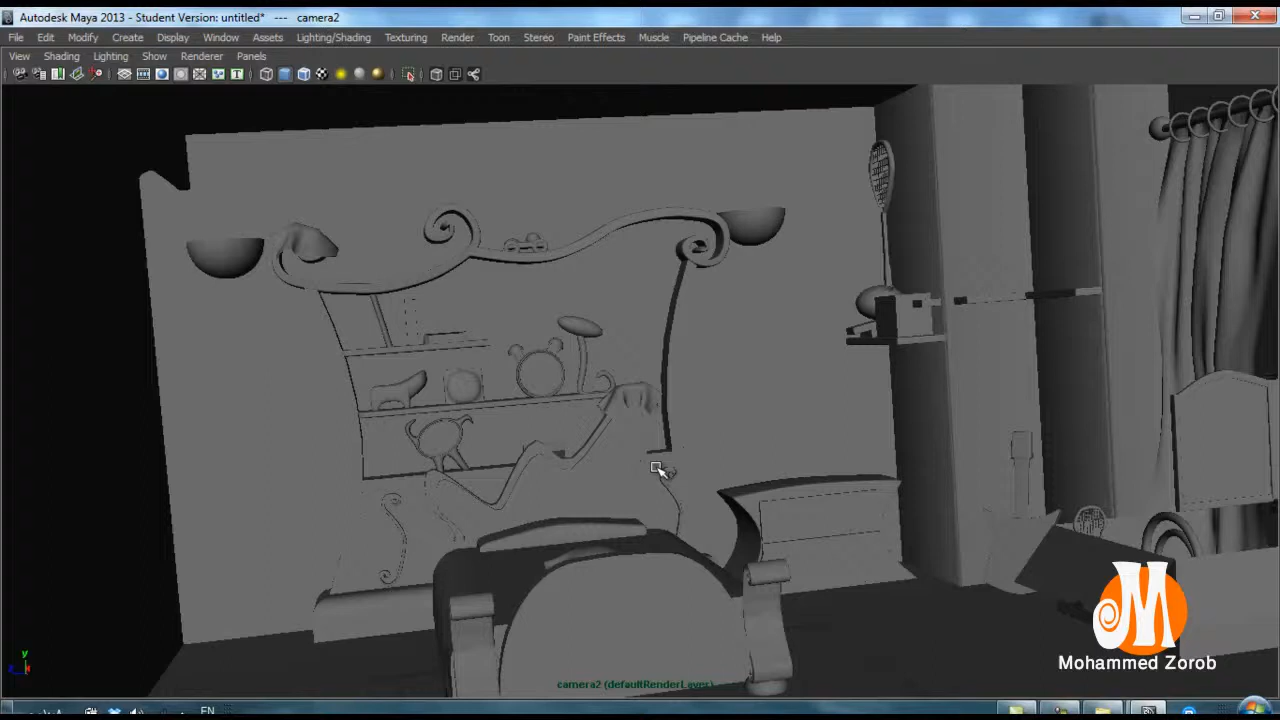 Autodesk Maya 2013 - Student Version: untitled* --- camera2
File Edit Modify Create Display Window Assets Lighting/Shading Texturing Render Toon Stereo Paint Effects Muscle Pipeline Cache Help
View Shading Lighting Show Renderer Panels
M
Mohammed Zorob
y
camera2 (defaultRenderLayer)
EN